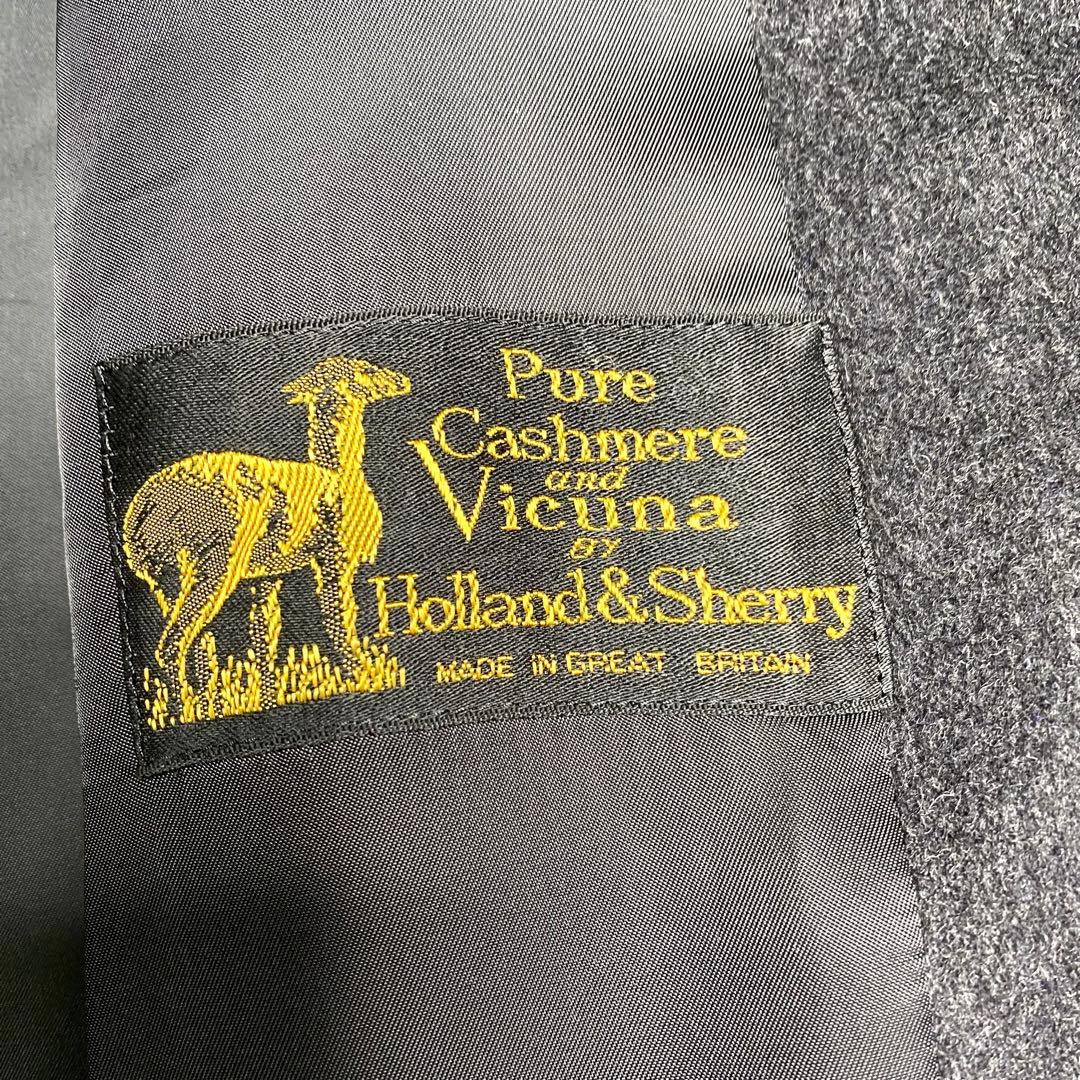 Pure
Cashmere
and
Vicuna
BY
Holland & Sherry
MADE IN GREAT BRITAIN